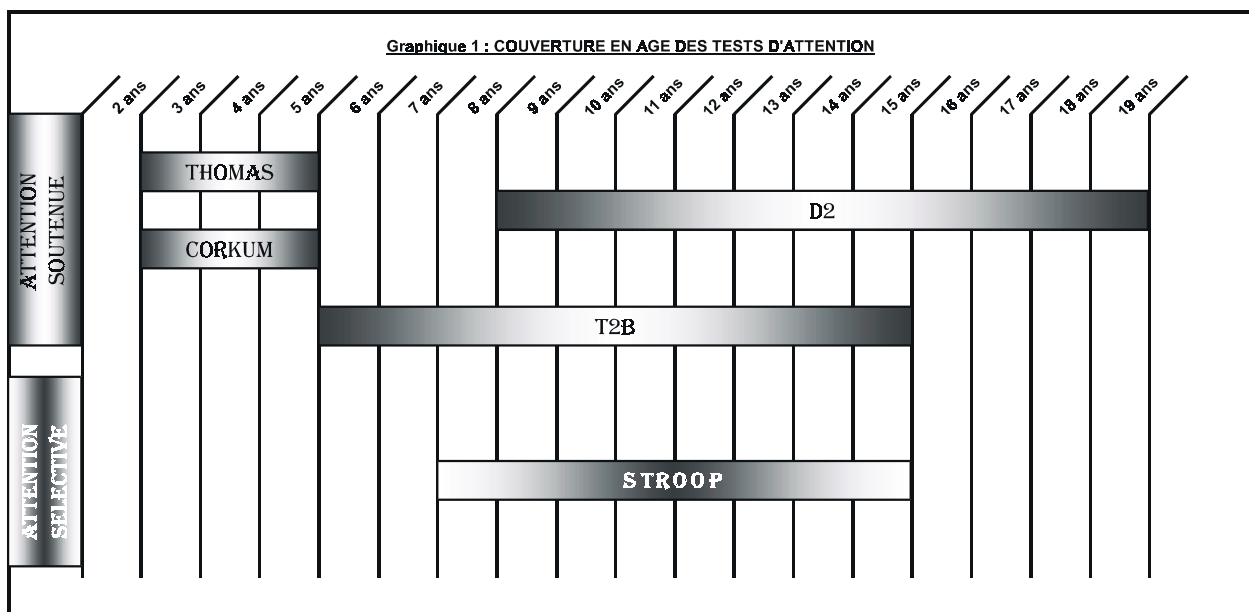 Graphique 1 : COUVERTURE EN AGE DES TESTS D'ATTENTION
2 ans
3 ans
4 ans
5 ans
6 ans
7 ans
8 ans
9 ans
10 ans
11 ans
12 ans
13 ans
14 ans
15 ans
16 ans
17 ans
18 ans
19 ans
ATTENTION
SOUTENUE
THOMAS
D2
CORKUM
T2B
ATTENTION
SELECTIVE
STROOP